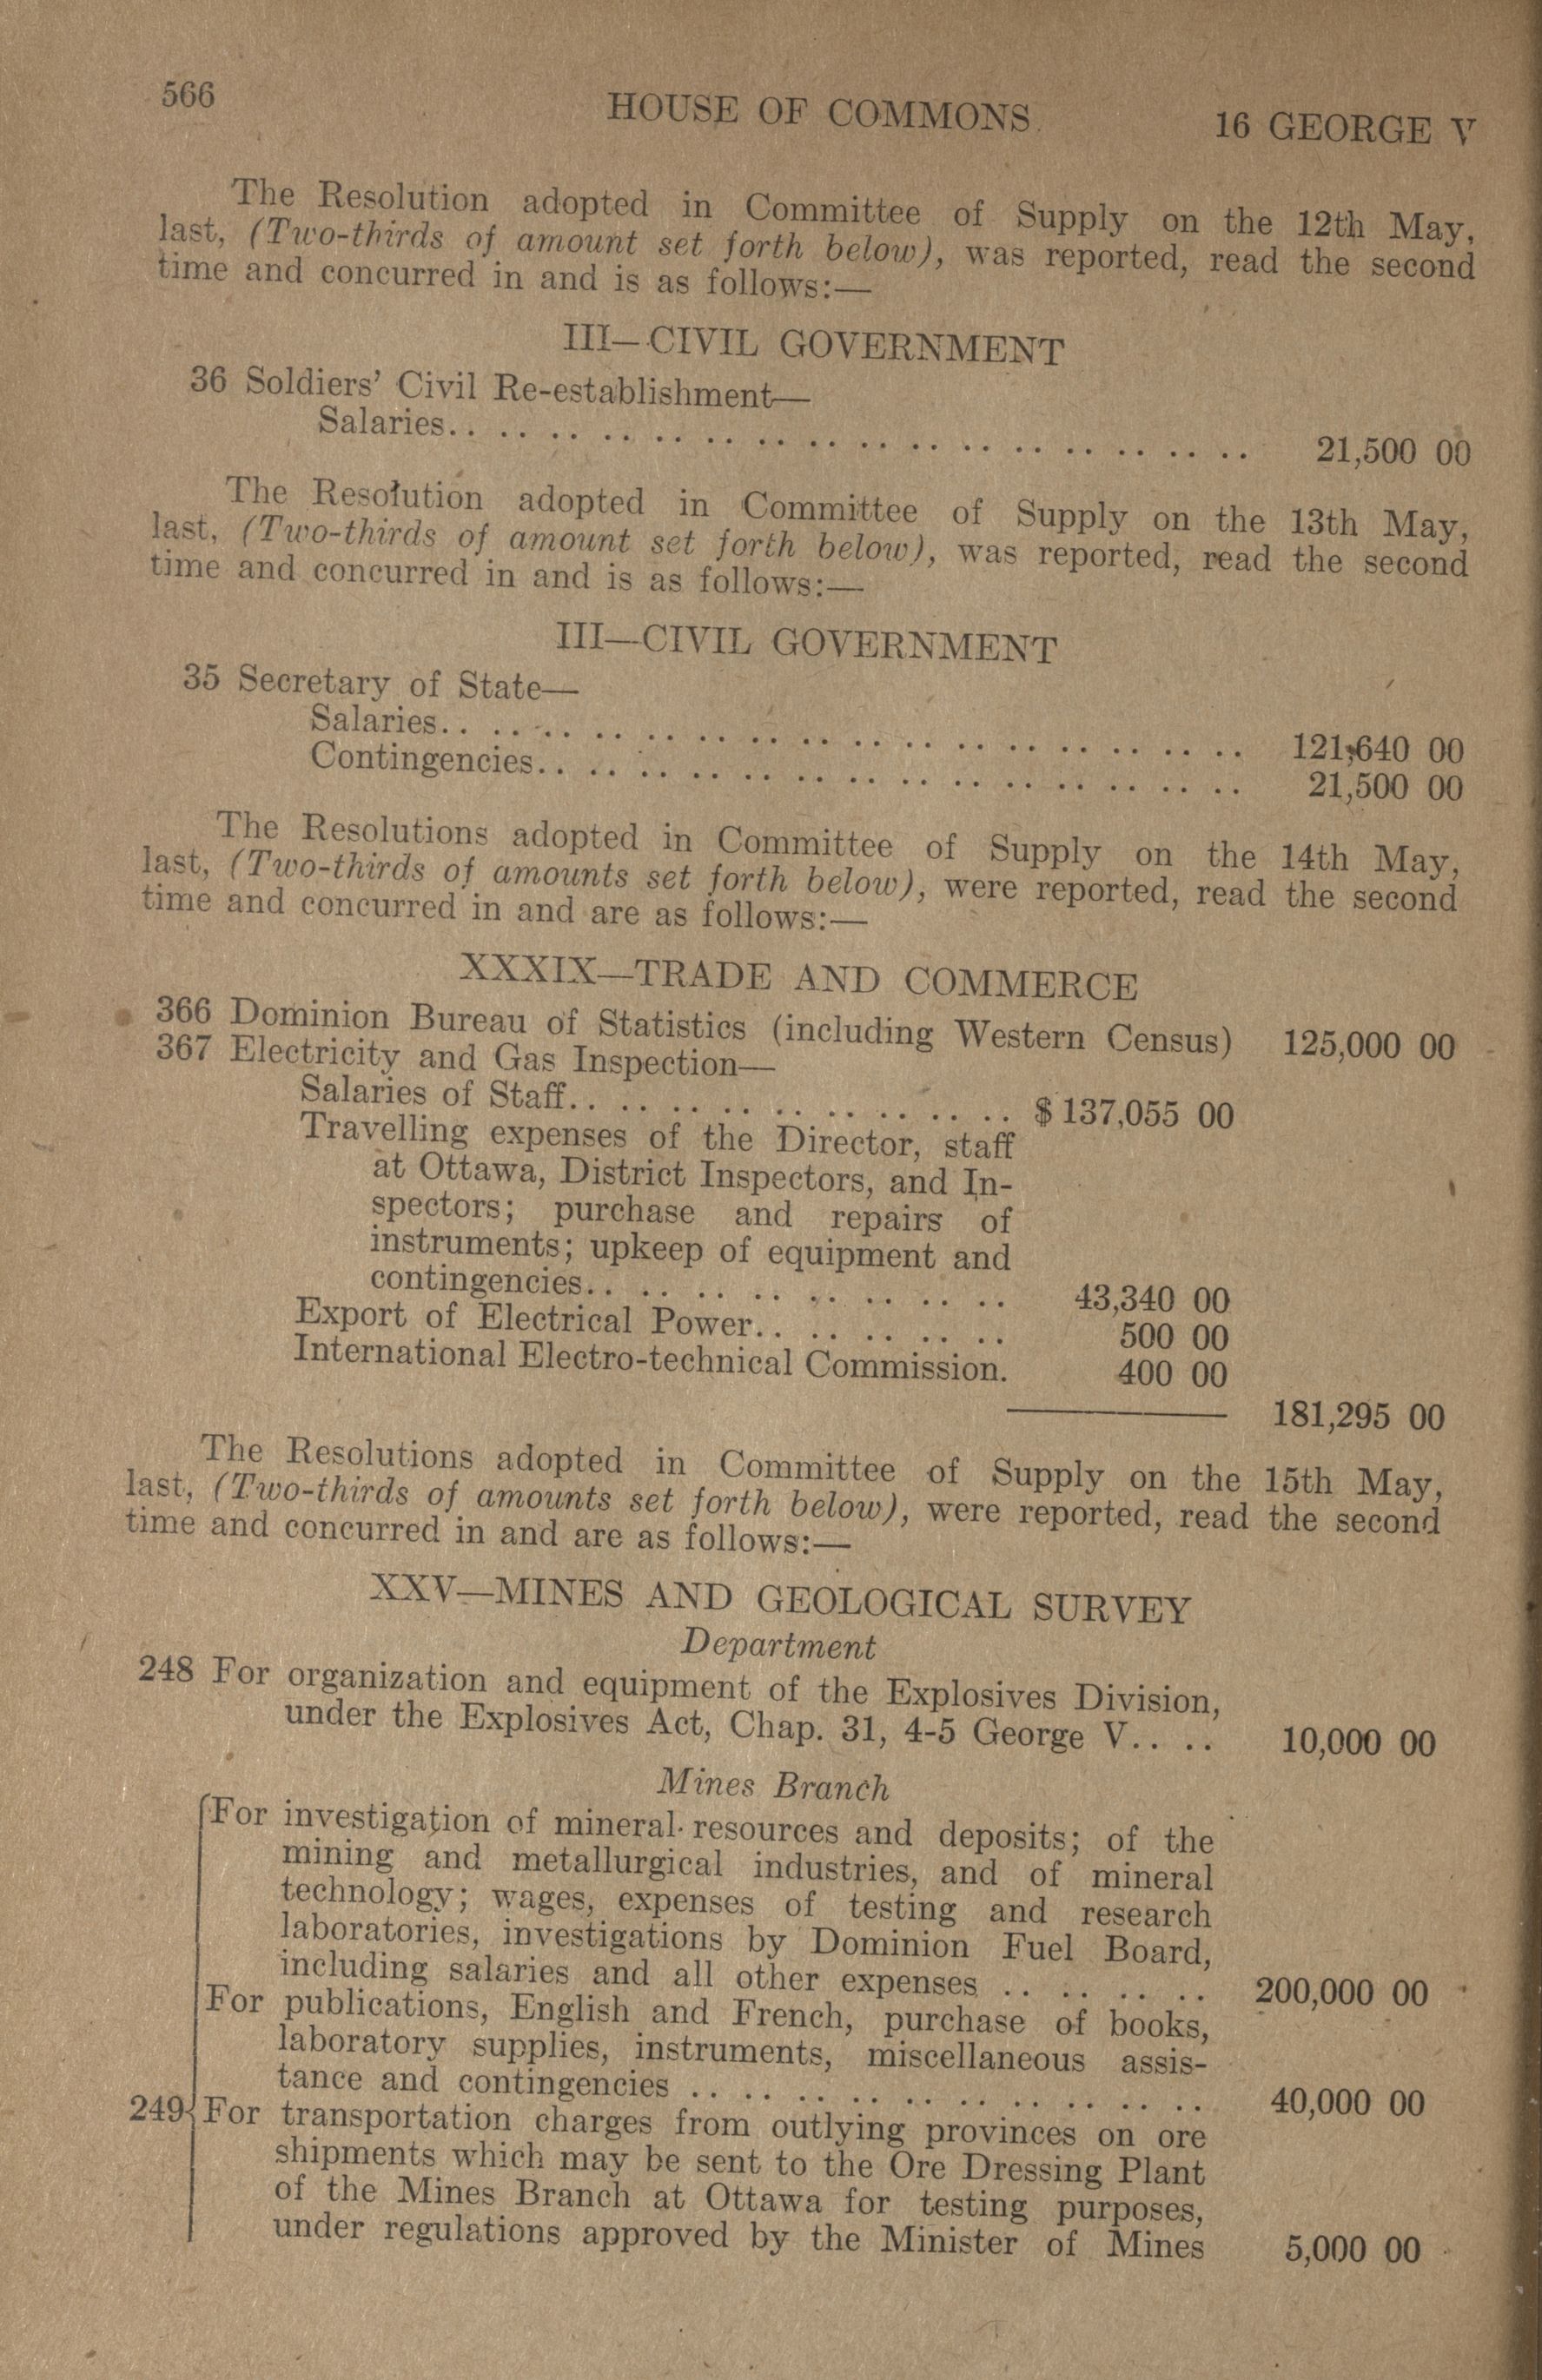 566
HOUSE OF COMMONS
16 GEORGE V
The Resolution adopted in Committee of Supply on the 12th May,
last, (Two-thirds of amount set forth below), was reported, read the second
time and concurred in and is as follows:—
III—CIVIL GOVERNMENT
36 Soldiers' Civil Re-establishment—
Salaries.. .. .. .. .. .. .. .. .. .. .. .. .. .. .. .. 21,500 00
The Resolution adopted in Committee of Supply on the 13th May,
last, (Two-thirds of amount set forth below), was reported, read the second
time and concurred in and is as follows:—
III—CIVIL GOVERNMENT
35 Secretary of State—
Salaries.. .. .. .. .. .. .. .. .. .. .. .. .. .. .. .. 121,640 00
Contingencies.. .. .. .. .. .. .. .. .. .. .. .. .. .. 21,500 00
The Resolutions adopted in Committee of Supply on the 14th May,
last, (Two-thirds of amounts set forth below), were reported, read the second
time and concurred in and are as follows:—
XXXIX—TRADE AND COMMERCE
366 Dominion Bureau of Statistics (including Western Census) 125,000 00
367 Electricity and Gas Inspection—
Salaries of Staff.. .. .. .. .. .. .. .. .. $ 137,055 00
Travelling expenses of the Director, staff
at Ottawa, District Inspectors, and In-
spectors; purchase and repairs of
instruments; upkeep of equipment and
contingencies.. .. .. .. .. .. .. .. 43,340 00
Export of Electrical Power.. .. .. .. .. 500 00
International Electro-technical Commission. 400 00
181,295 00
The Resolutions adopted in Committee of Supply on the 15th May,
last, (Two-thirds of amounts set forth below), were reported, read the second
time and concurred in and are as follows:—
XXV—MINES AND GEOLOGICAL SURVEY
Department
248 For organization and equipment of the Explosives Division,
under the Explosives Act, Chap. 31, 4-5 George V.. .. 10,000 00
Mines Branch
For investigation of mineral resources and deposits; of the
mining and metallurgical industries, and of mineral
technology; wages, expenses of testing and research
laboratories, investigations by Dominion Fuel Board,
including salaries and all other expenses .. .. .. .. 200,000 00
For publications, English and French, purchase of books,
laboratory supplies, instruments, miscellaneous assis-
tance and contingencies .. .. .. .. .. .. .. .. .. .. 40,000 00
249 For transportation charges from outlying provinces on ore
shipments which may be sent to the Ore Dressing Plant
of the Mines Branch at Ottawa for testing purposes,
under regulations approved by the Minister of Mines 5,000 00